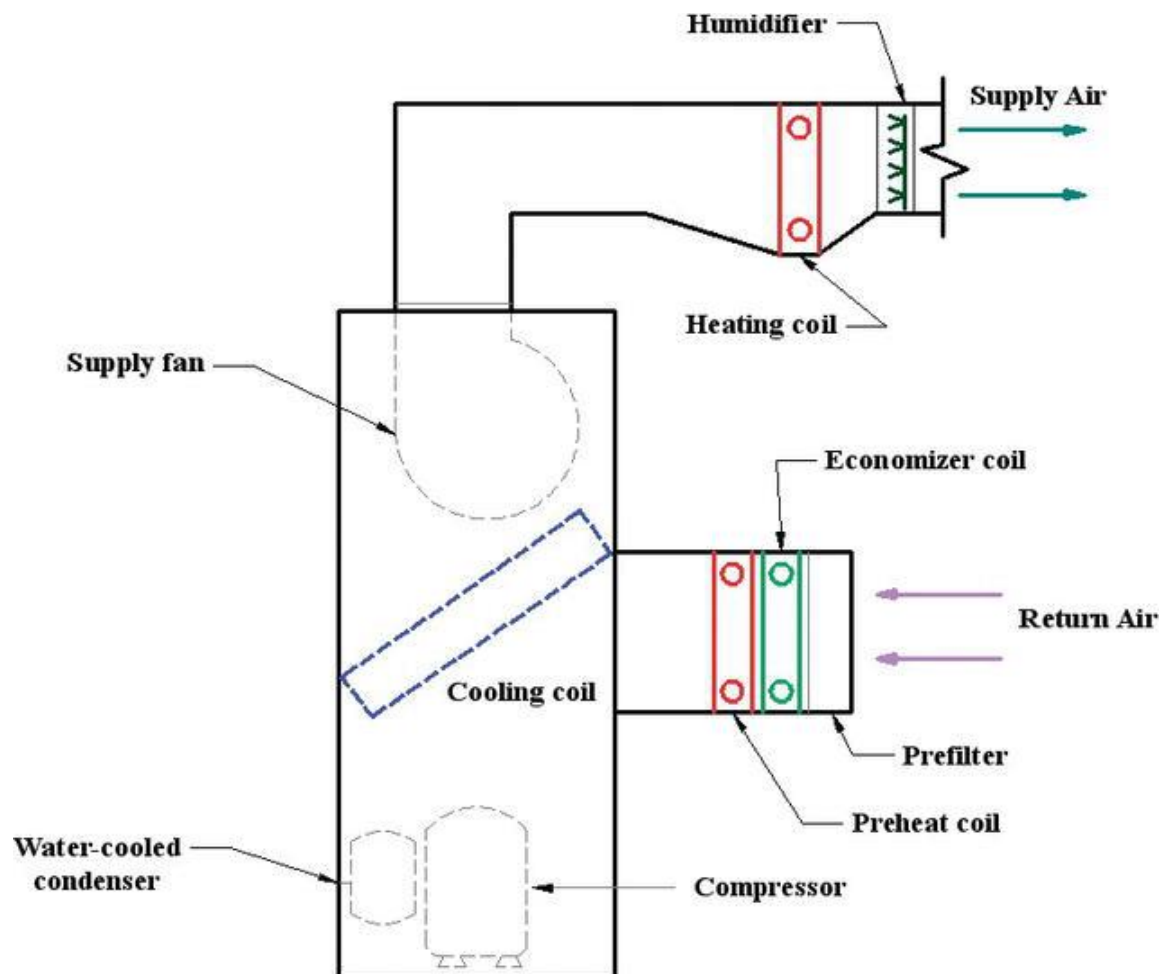 Humidifier
Supply Air
Heating coil
Supply fan
Economizer coil
Return Air
Cooling coil
Prefilter
Preheat coil
Water-cooled
condenser
Compressor